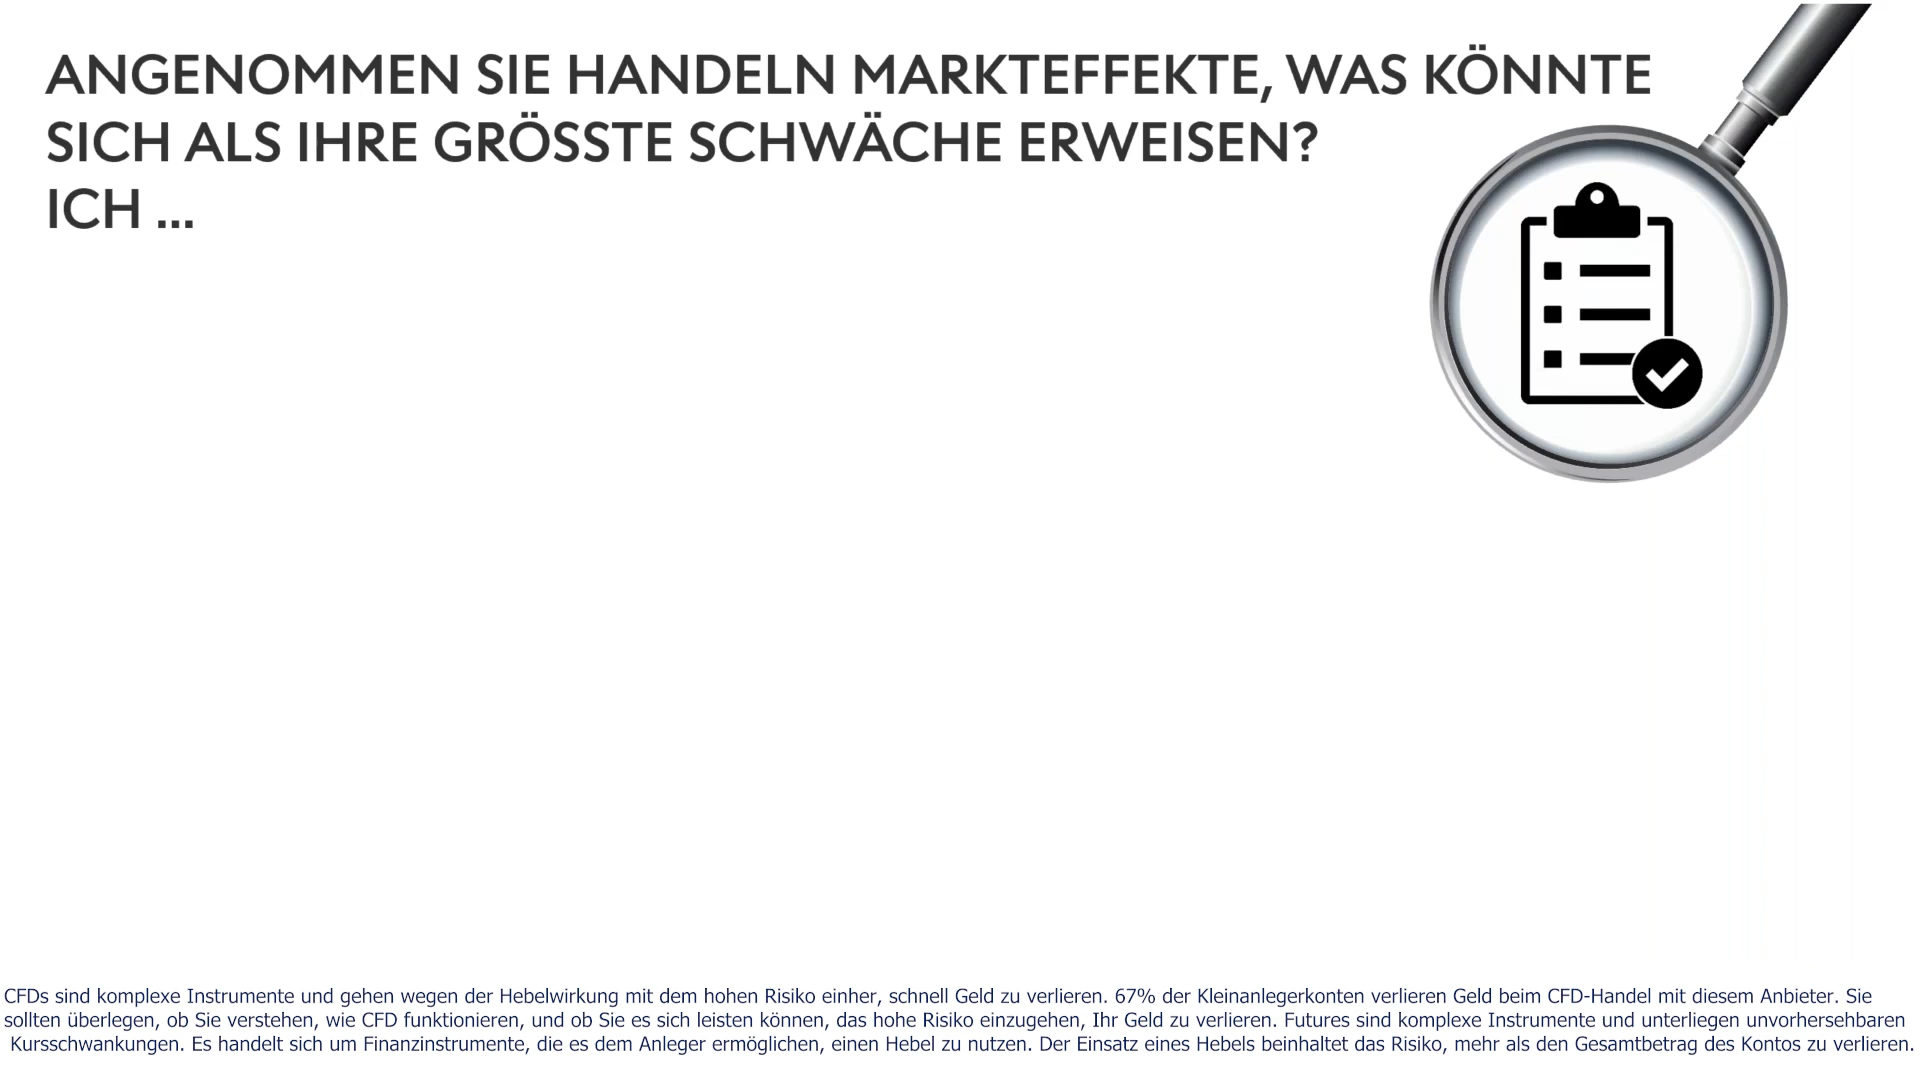 ANGENOMMEN SIE HANDELN MARKTEFFEKTE, WAS KÖNNTE
SICH ALS IHRE GRÖSSTE SCHWÄCHE ERWEISEN?
ICH ...
CFDs sind komplexe Instrumente und gehen wegen der Hebelwirkung mit dem hohen Risiko einher, schnell Geld zu verlieren. 67% der Kleinanlegerkonten verlieren Geld beim CFD-Handel mit diesem Anbieter. Sie
sollten überlegen, ob Sie verstehen, wie CFD funktionieren, und ob Sie es sich leisten können, das hohe Risiko einzugehen, Ihr Geld zu verlieren. Futures sind komplexe Instrumente und unterliegen unvorhersehbaren
Kursschwankungen. Es handelt sich um Finanzinstrumente, die es dem Anleger ermöglichen, einen Hebel zu nutzen. Der Einsatz eines Hebels beinhaltet das Risiko, mehr als den Gesamtbetrag des Kontos zu verlieren.